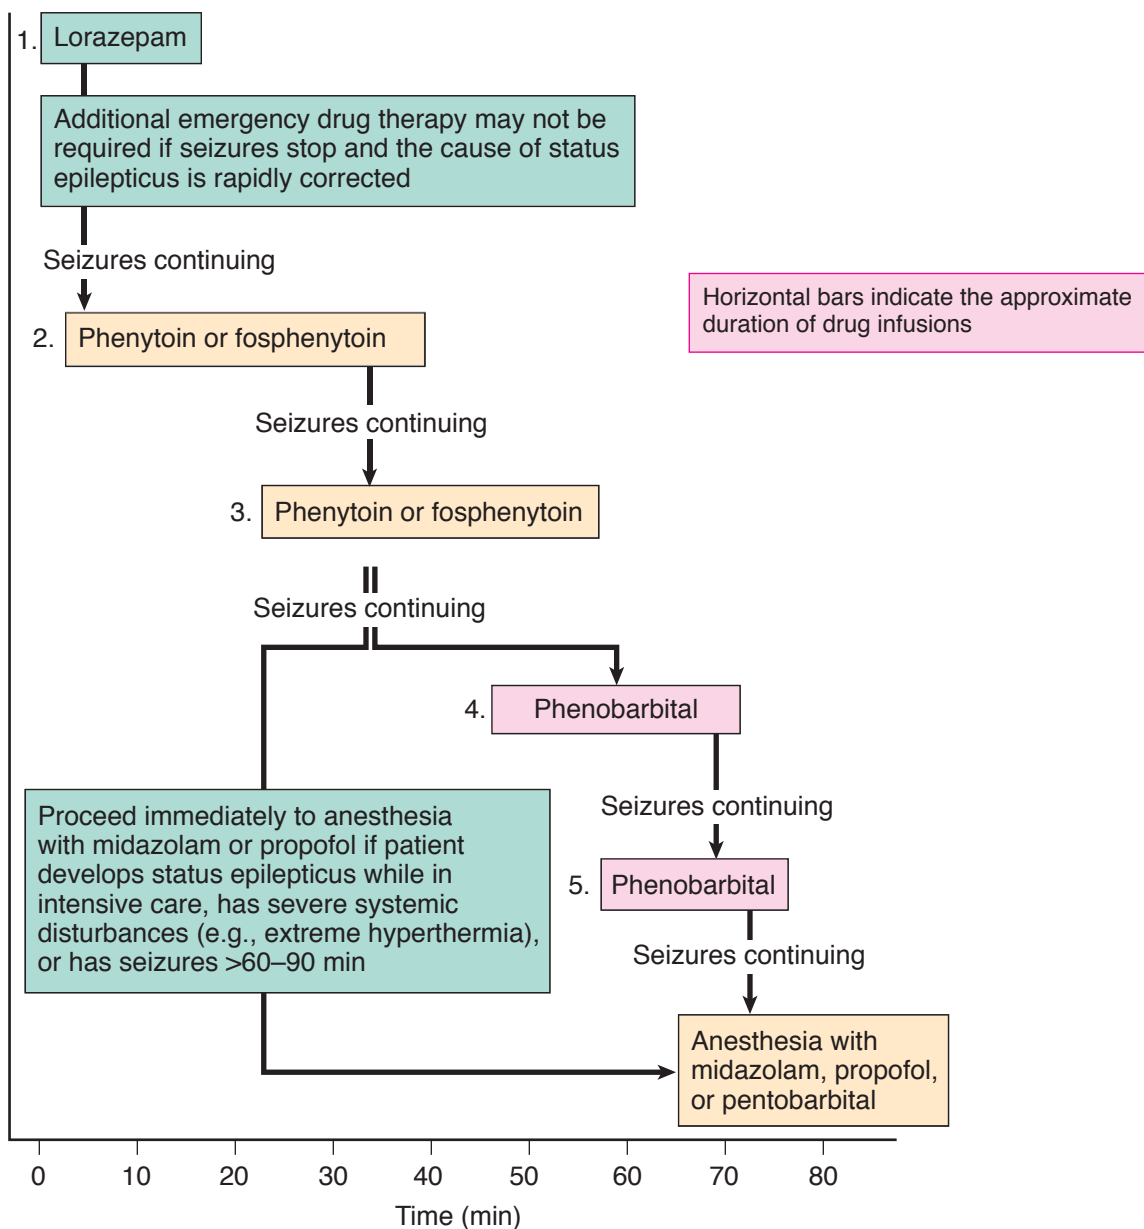 1. Lorazepam
Additional emergency drug therapy may not be
required if seizures stop and the cause of status
epilepticus is rapidly corrected
Seizures continuing
Horizontal bars indicate the approximate
duration of drug infusions
2. Phenytoin or fosphenytoin
Seizures continuing
3. Phenytoin or fosphenytoin
Seizures continuing
4. Phenobarbital
Seizures continuing
Proceed immediately to anesthesia
with midazolam or propofol if patient
develops status epilepticus while in
intensive care, has severe systemic
disturbances (e.g., extreme hyperthermia),
or has seizures >60–90 min
5. Phenobarbital
Seizures continuing
Anesthesia with
midazolam, propofol,
or pentobarbital
0 10 20 30 40 50 60 70 80
Time (min)